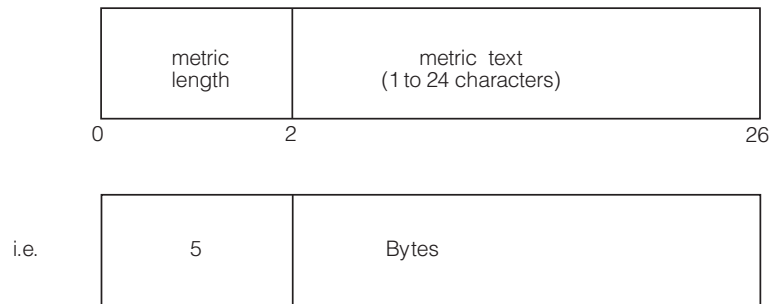 metric metric text
length (1 to 24 characters)
0 2 26
i.e. 5 Bytes